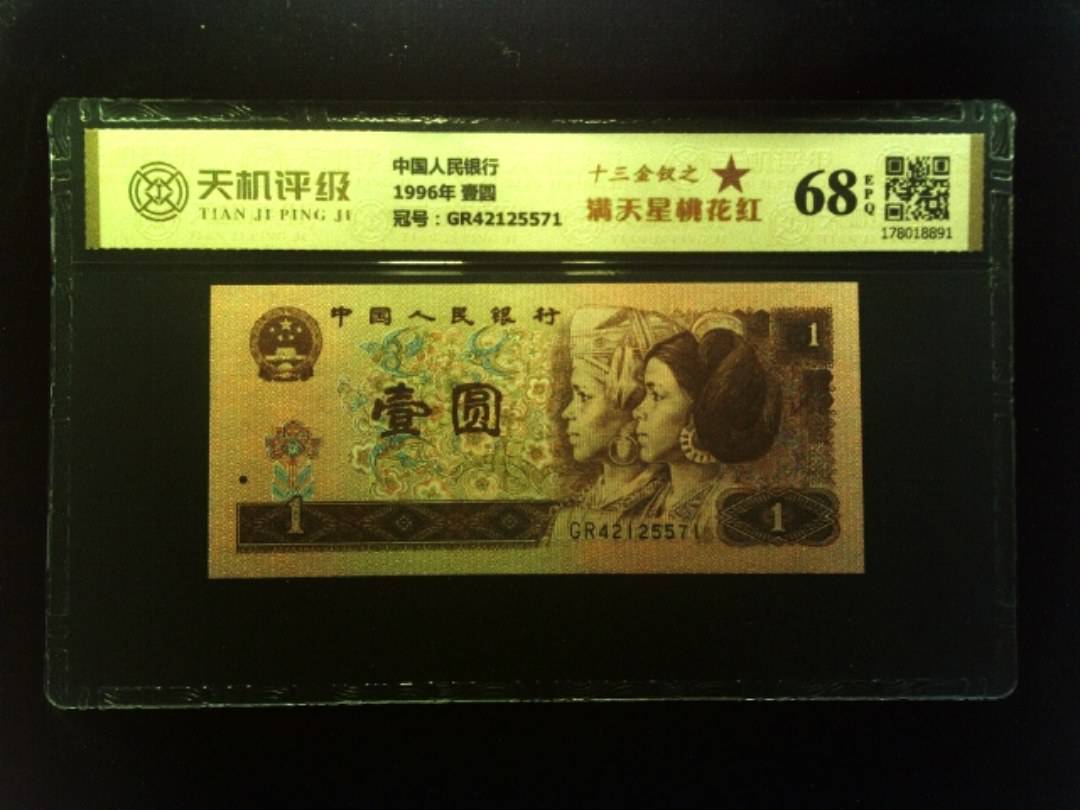 天机评级
TIAN JI PING JI
中国人民银行
1996年 壹圆
冠号：GR42125571
十三金钗之
满天星桃花红
68
EPQ
178018891
中国人民银行
1
壹圆
1
GR42125571
1